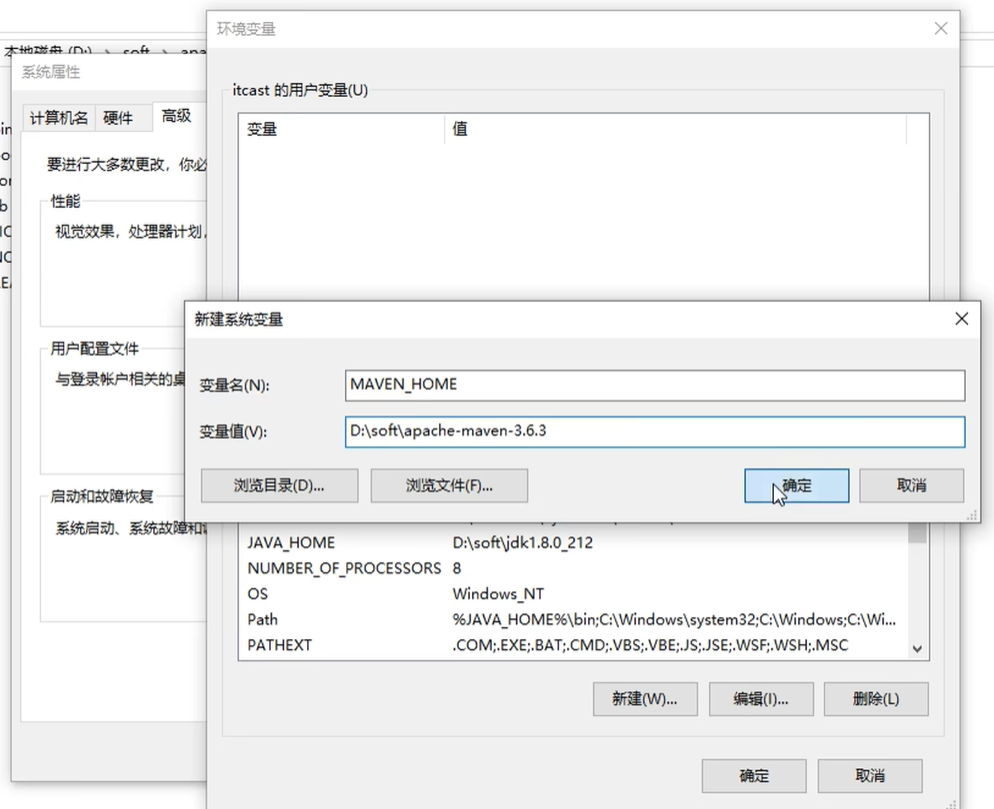 环境变量
本地磁盘 (D:) > soft > apa
系统属性
itcast 的用户变量(U)
计算机名 硬件 高级
变量 值
要进行大多数更改，你必
性能
视觉效果，处理器计划，
新建系统变量
用户配置文件
与登录帐户相关的桌
变量名(N): MAVEN_HOME
变量值(V): D:\soft\apache-maven-3.6.3
浏览目录(D)... 浏览文件(F)... 确定 取消
启动和故障恢复
系统启动、系统故障和
JAVA_HOME D:\soft\jdk1.8.0_212
NUMBER_OF_PROCESSORS 8
OS Windows_NT
Path %JAVA_HOME%\bin;C:\Windows\system32;C:\Windows;C:\Wi...
PATHEXT .COM;.EXE;.BAT;.CMD;.VBS;.VBE;.JS;.JSE;.WSF;.WSH;.MSC
新建(W)... 编辑(I)... 删除(L)
确定 取消